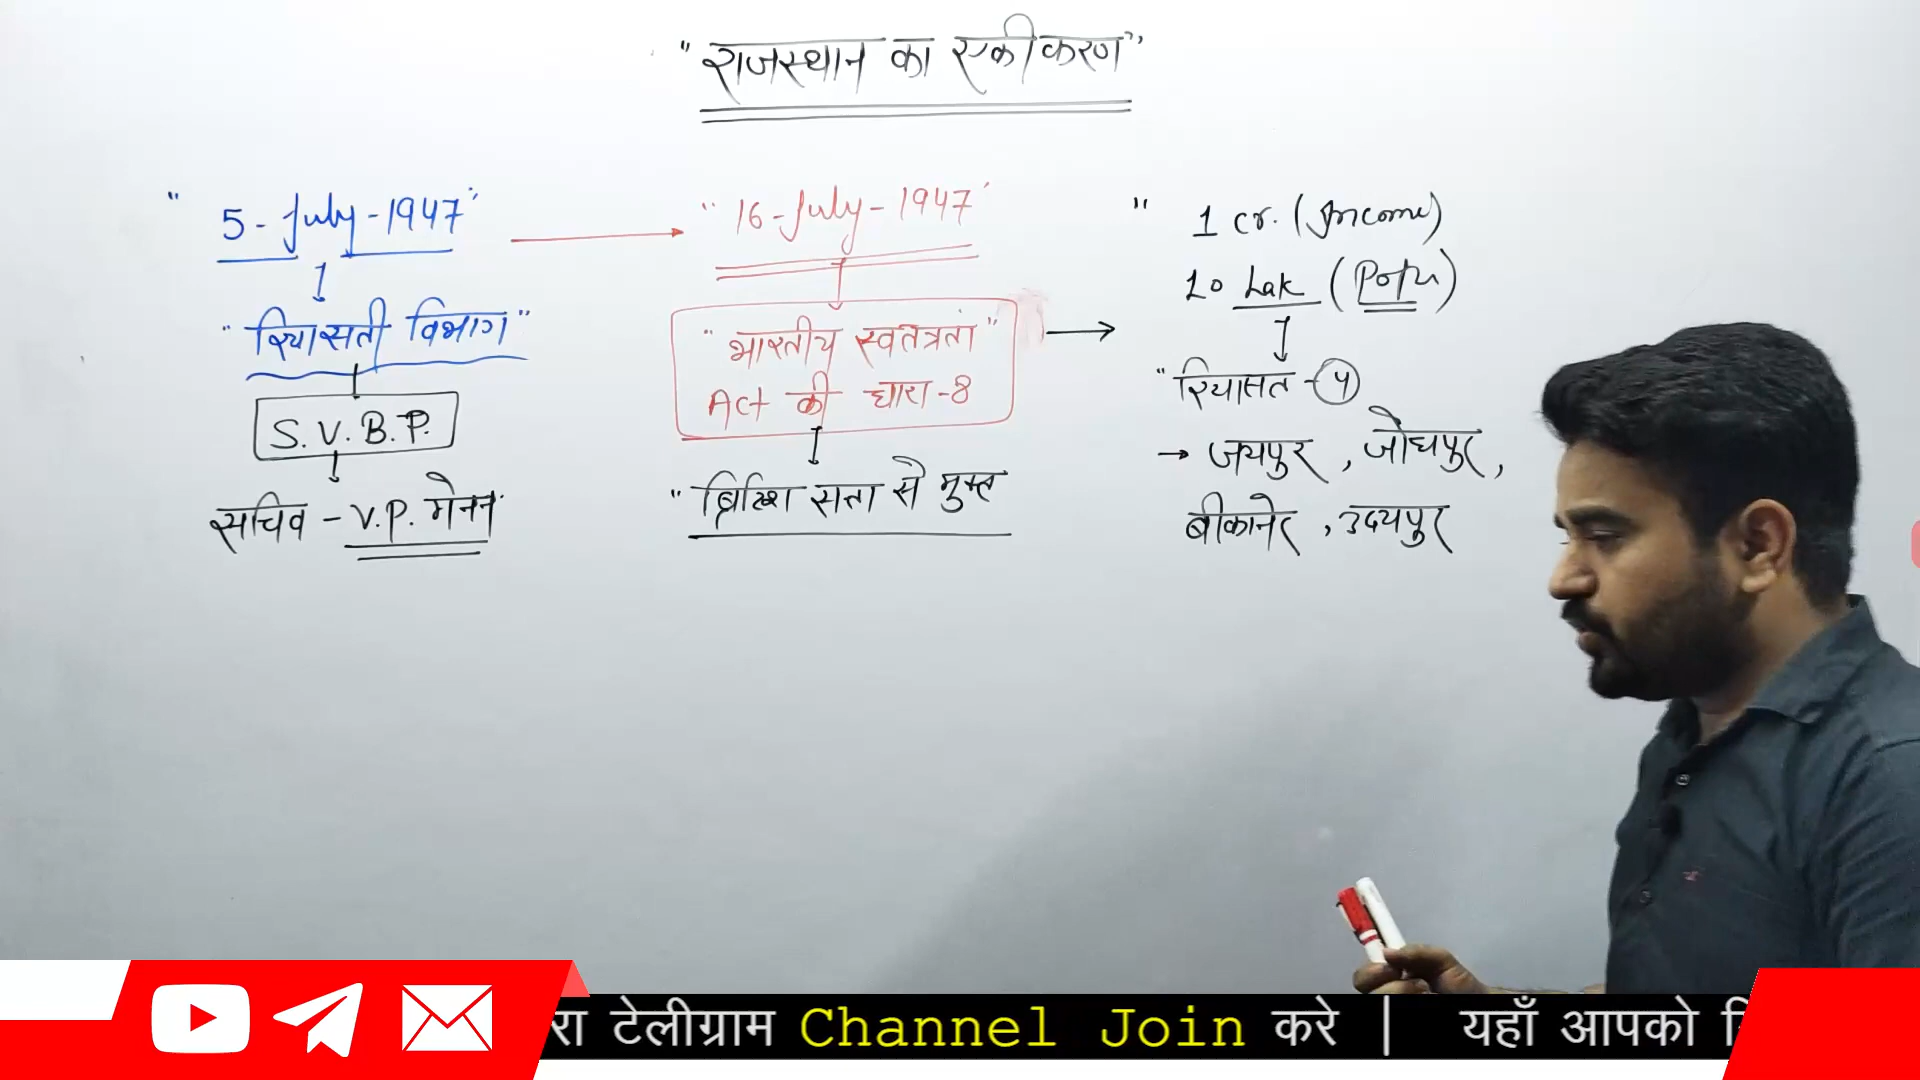 "राजस्थान का एकीकरण"
" 5-July-1947"
"रियासती विभाग"
S.V.B.P.
सचिव - V.P. मेनन
"16-July-1947"
"भारतीय स्वतंत्रता"
Act की धारा-8
"ब्रिटिश सत्ता से मुक्त
" 1 cr. (Income)
10 Lak (Popu)
"रियासत - 4
→ जयपुर, जोधपुर,
बीकानेर, उदयपुर
रा टेलीग्राम Channel Join करे | यहाँ आपको